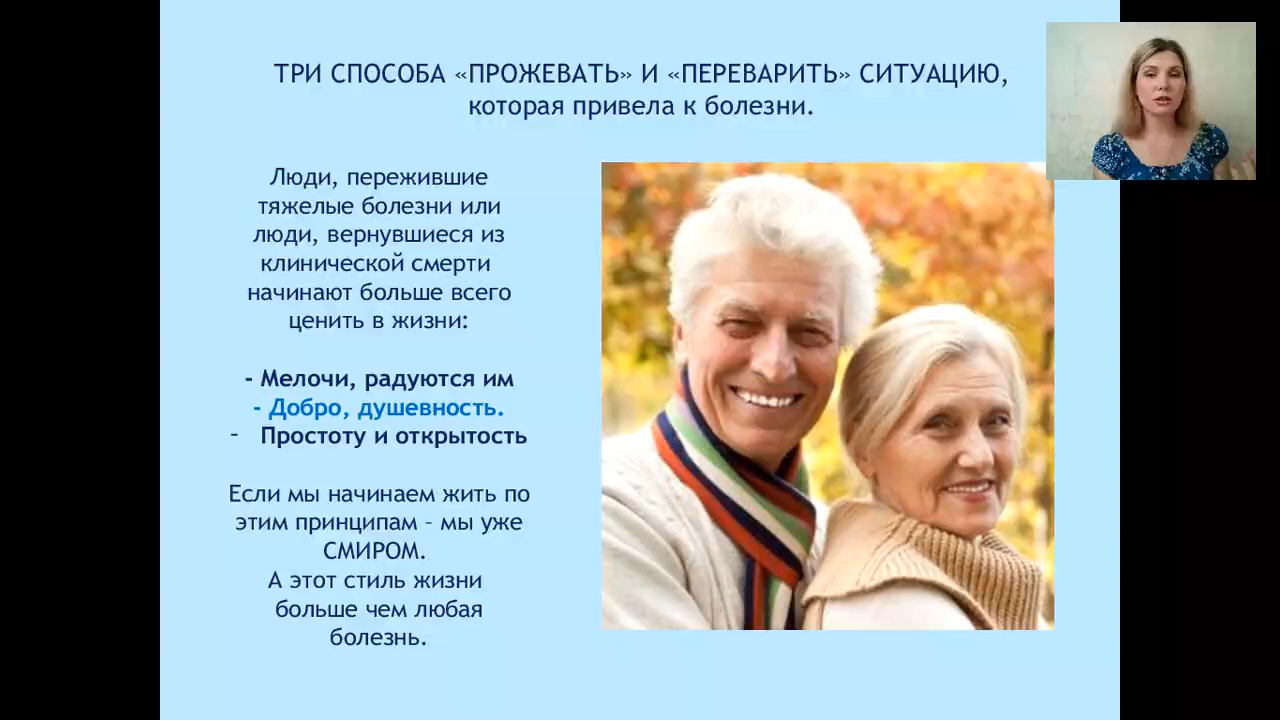 ТРИ СПОСОБА «ПРОЖЕВАТЬ» И «ПЕРЕВАРИТЬ» СИТУАЦИЮ,
которая привела к болезни.
Люди, пережившие
тяжелые болезни или
люди, вернувшиеся из
клинической смерти
начинают больше всего
ценить в жизни:
- Мелочи, радуются им
- Добро, душевность.
- Простоту и открытость
Если мы начинаем жить по
этим принципам – мы уже
СМИРОМ.
А этот стиль жизни
больше чем любая
болезнь.